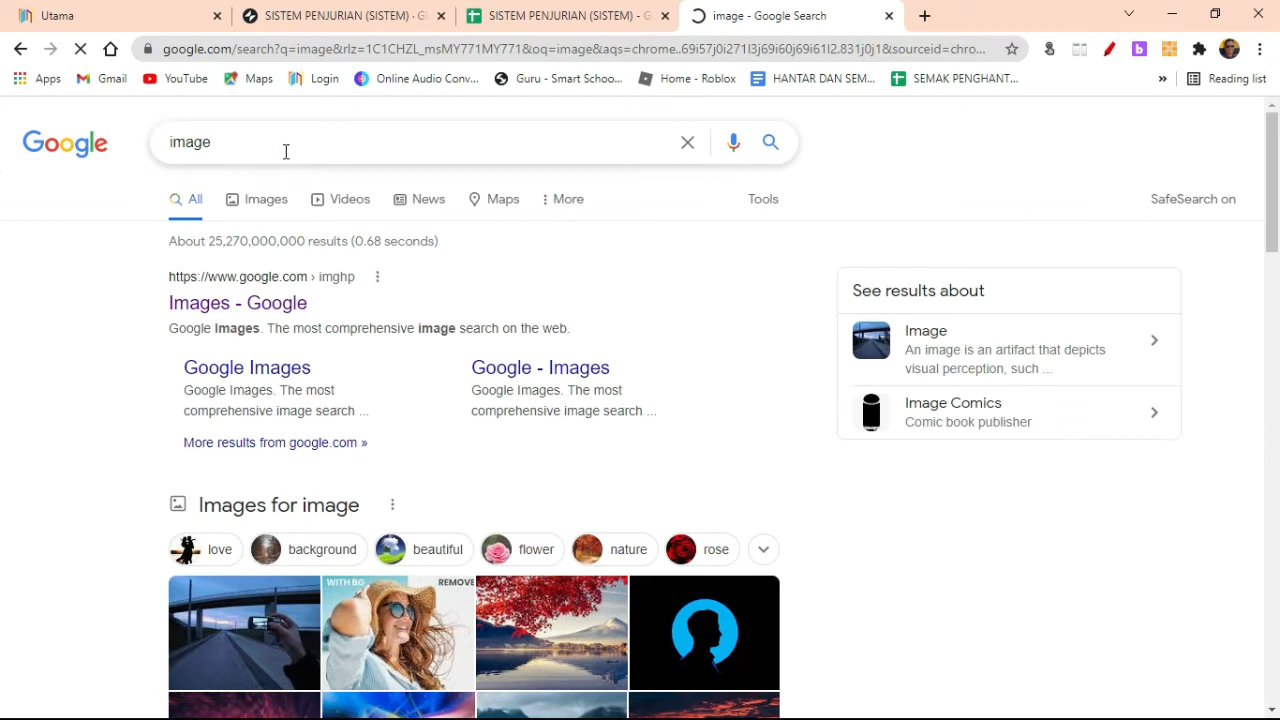 Utama
SISTEM PENJURIAN (SISTEM) · G
SISTEM PENJURIAN (SISTEM) - G
image - Google Search
google.com/search?q=image&rlz=1C1CHZL_msMY771MY771&oq=image&aqs=chrome..69i57j0i271l3j69i60j69i61l2.831j0j1&sourceid=chro...
Apps
Gmail
YouTube
Maps
Login
Online Audio Conv...
Guru - Smart Schoo...
Home - Roblox
HANTAR DAN SEM...
SEMAK PENGHANT...
»
Reading list
Google
image
All
Images
Videos
News
Maps
More
Tools
SafeSearch on
About 25,270,000,000 results (0.68 seconds)
https://www.google.com › imghp
Images - Google
Google Images. The most comprehensive image search on the web.
Google Images
Google Images. The most
comprehensive image search ...
Google - Images
Google Images. The most
comprehensive image search ...
More results from google.com »
See results about
Image
An image is an artifact that depicts
visual perception, such ...
Image Comics
Comic book publisher
Images for image
love
background
beautiful
flower
nature
rose
WITH BG
REMOVE